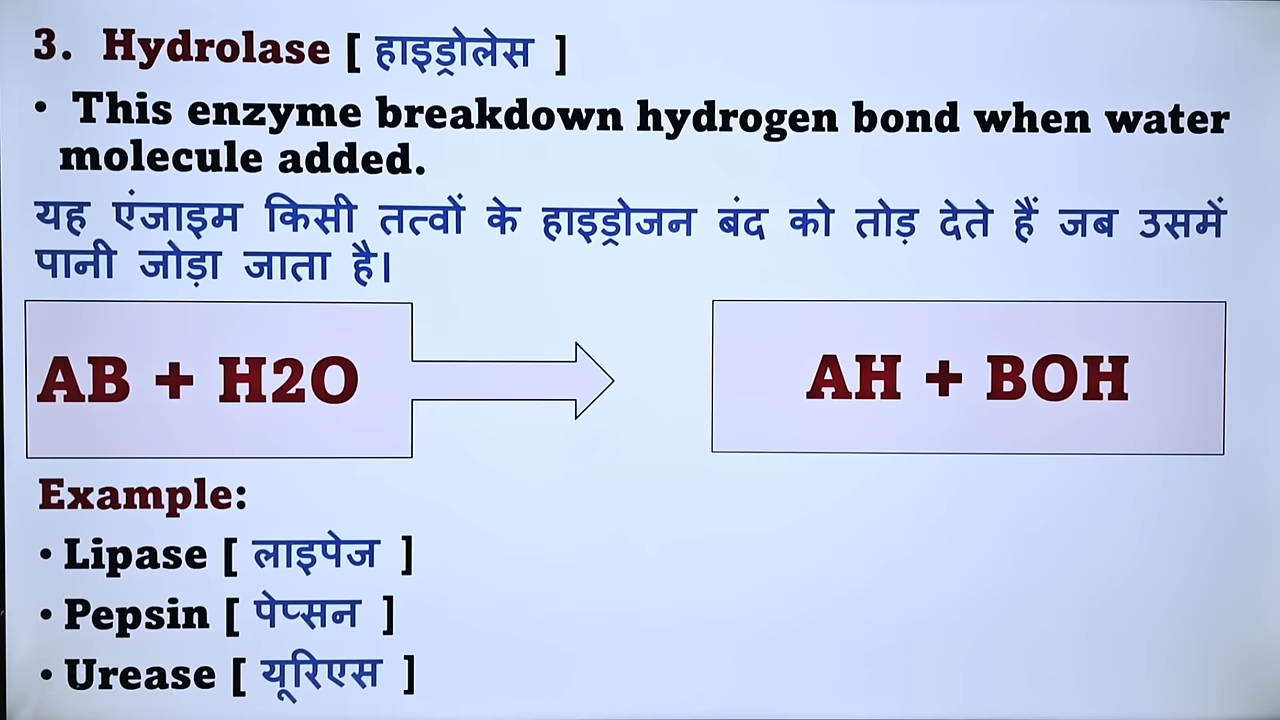 3. Hydrolase [ हाइड्रोलेस ]
• This enzyme breakdown hydrogen bond when water
molecule added.
यह एंजाइम किसी तत्वों के हाइड्रोजन बंद को तोड़ देते हैं जब उसमें
पानी जोड़ा जाता है।
AB + H2O
AH + BOH
Example:
• Lipase [ लाइपेज ]
• Pepsin [ पेप्सन ]
• Urease [ यूरिएस ]